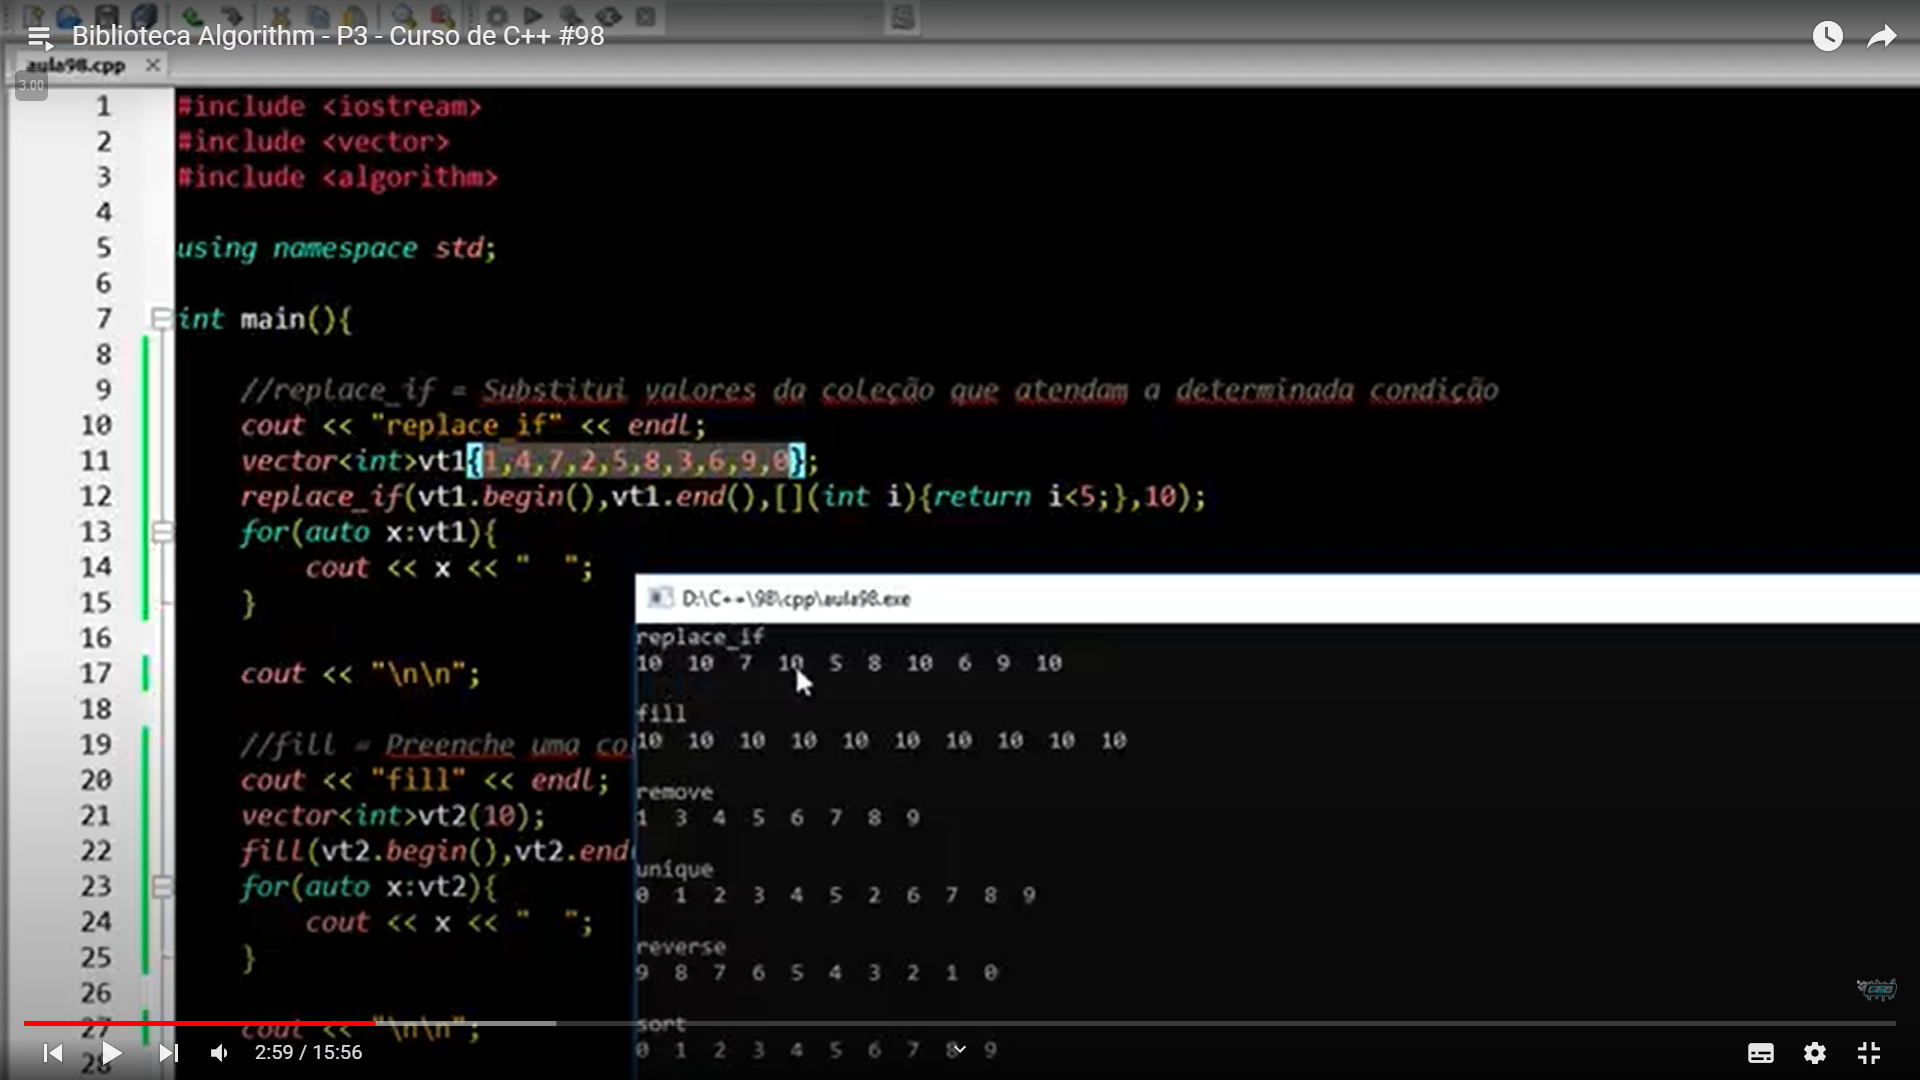 Biblioteca Algorithm - P3 - Curso de C++ #98
aula98.cpp
3.00
1 #include <iostream>
2 #include <vector>
3 #include <algorithm>
4
5 using namespace std;
6
7 int main(){
8
9 //replace_if = Substitui valores da coleção que atendam a determinada condição
10 cout << "replace_if" << endl;
11 vector<int>vt1{1,4,7,2,5,8,3,6,9,0};
12 replace_if(vt1.begin(),vt1.end(),[](int i){return i<5;},10);
13 for(auto x:vt1){
14 cout << x << "  ";
15 }
16
17 cout << "\n\n";
18
19 //fill = Preenche uma co
20 cout << "fill" << endl;
21 vector<int>vt2(10);
22 fill(vt2.begin(),vt2.end(
23 for(auto x:vt2){
24 cout << x << "  ";
25 }
26
27 cout << "\n\n";
28
D:\C++\98\cpp\aula98.exe
replace_if
10 10 7 10 5 8 10 6 9 10
fill
10 10 10 10 10 10 10 10 10 10
remove
1 3 4 5 6 7 8 9
unique
0 1 2 3 4 5 2 6 7 8 9
reverse
9 8 7 6 5 4 3 2 1 0
sort
0 1 2 3 4 5 6 7 8 9
2:59 / 15:56